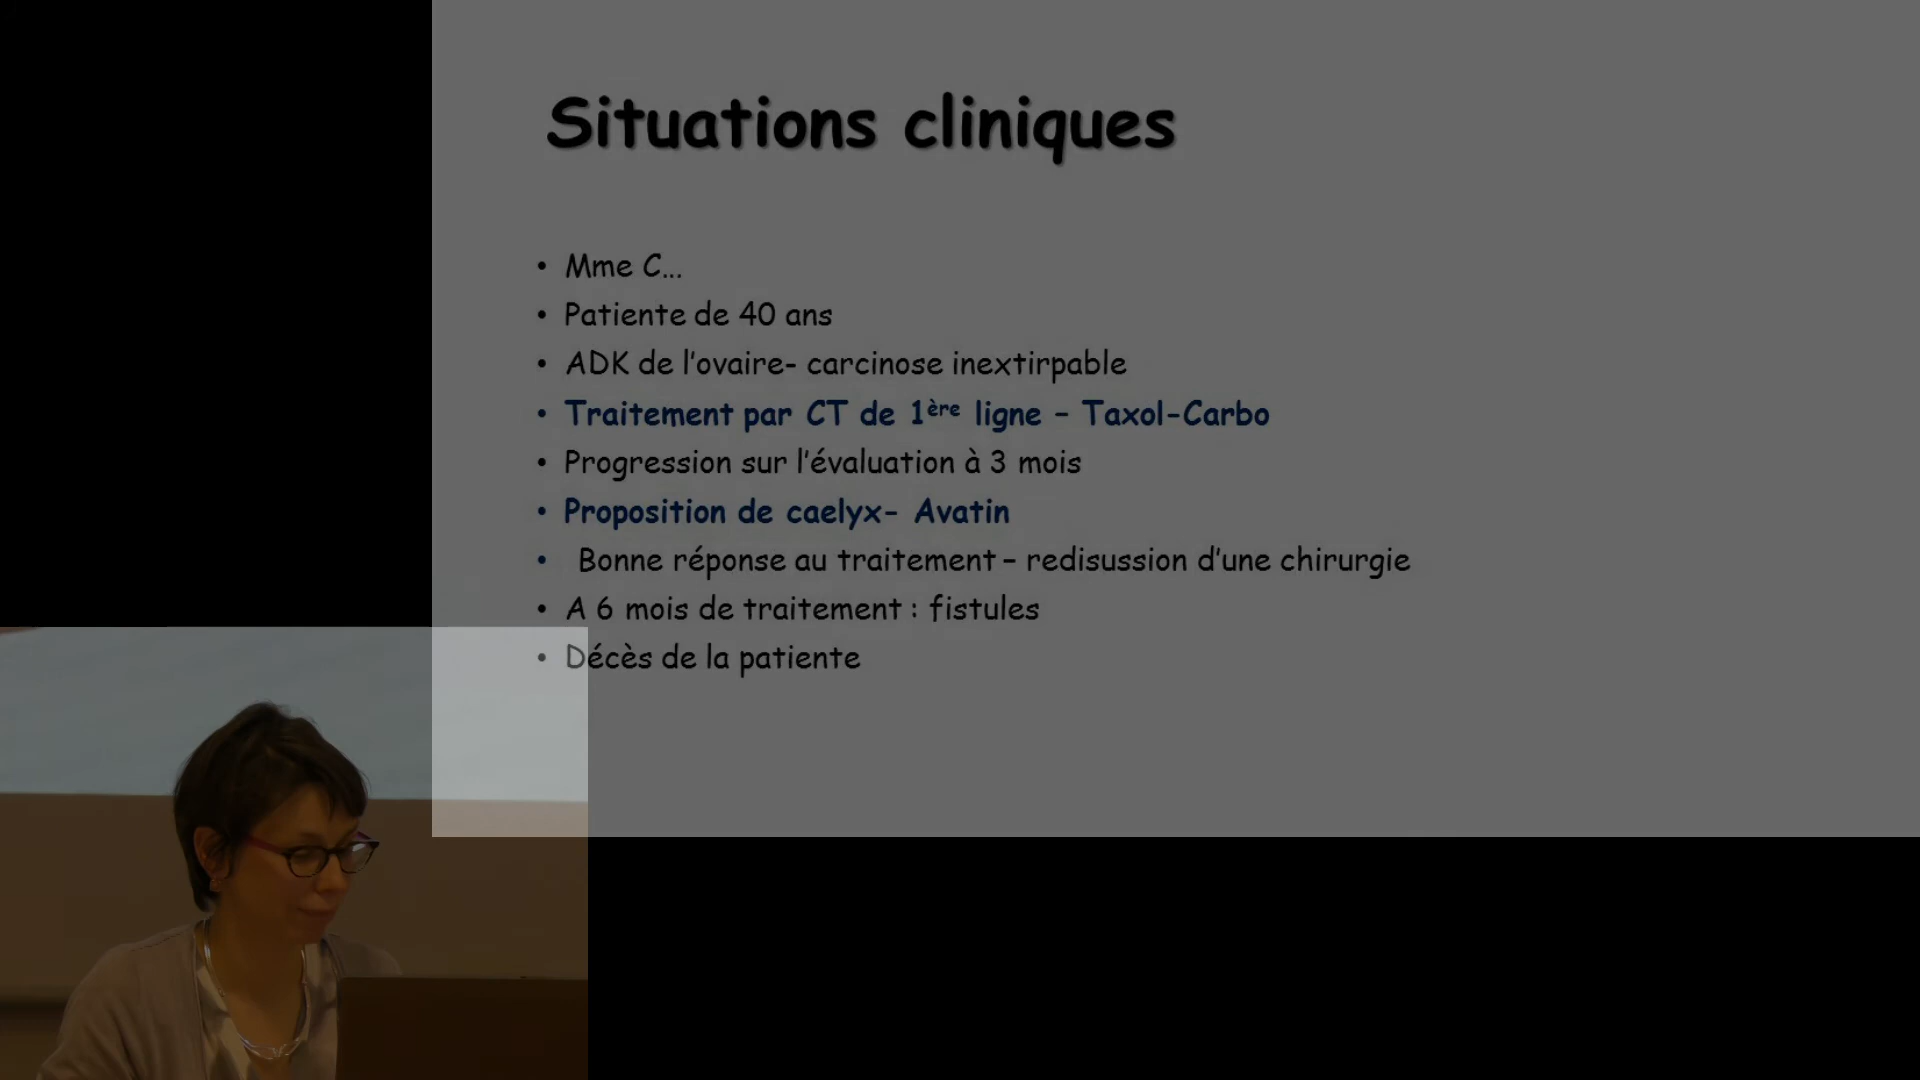 Situations cliniques
• Mme C...
• Patiente de 40 ans
• ADK de l'ovaire- carcinose inextirpable
• Traitement par CT de 1ère ligne – Taxol-Carbo
• Progression sur l'évaluation à 3 mois
• Proposition de caelyx- Avatin
• Bonne réponse au traitement – redisussion d'une chirurgie
• A 6 mois de traitement : fistules
• Décès de la patiente